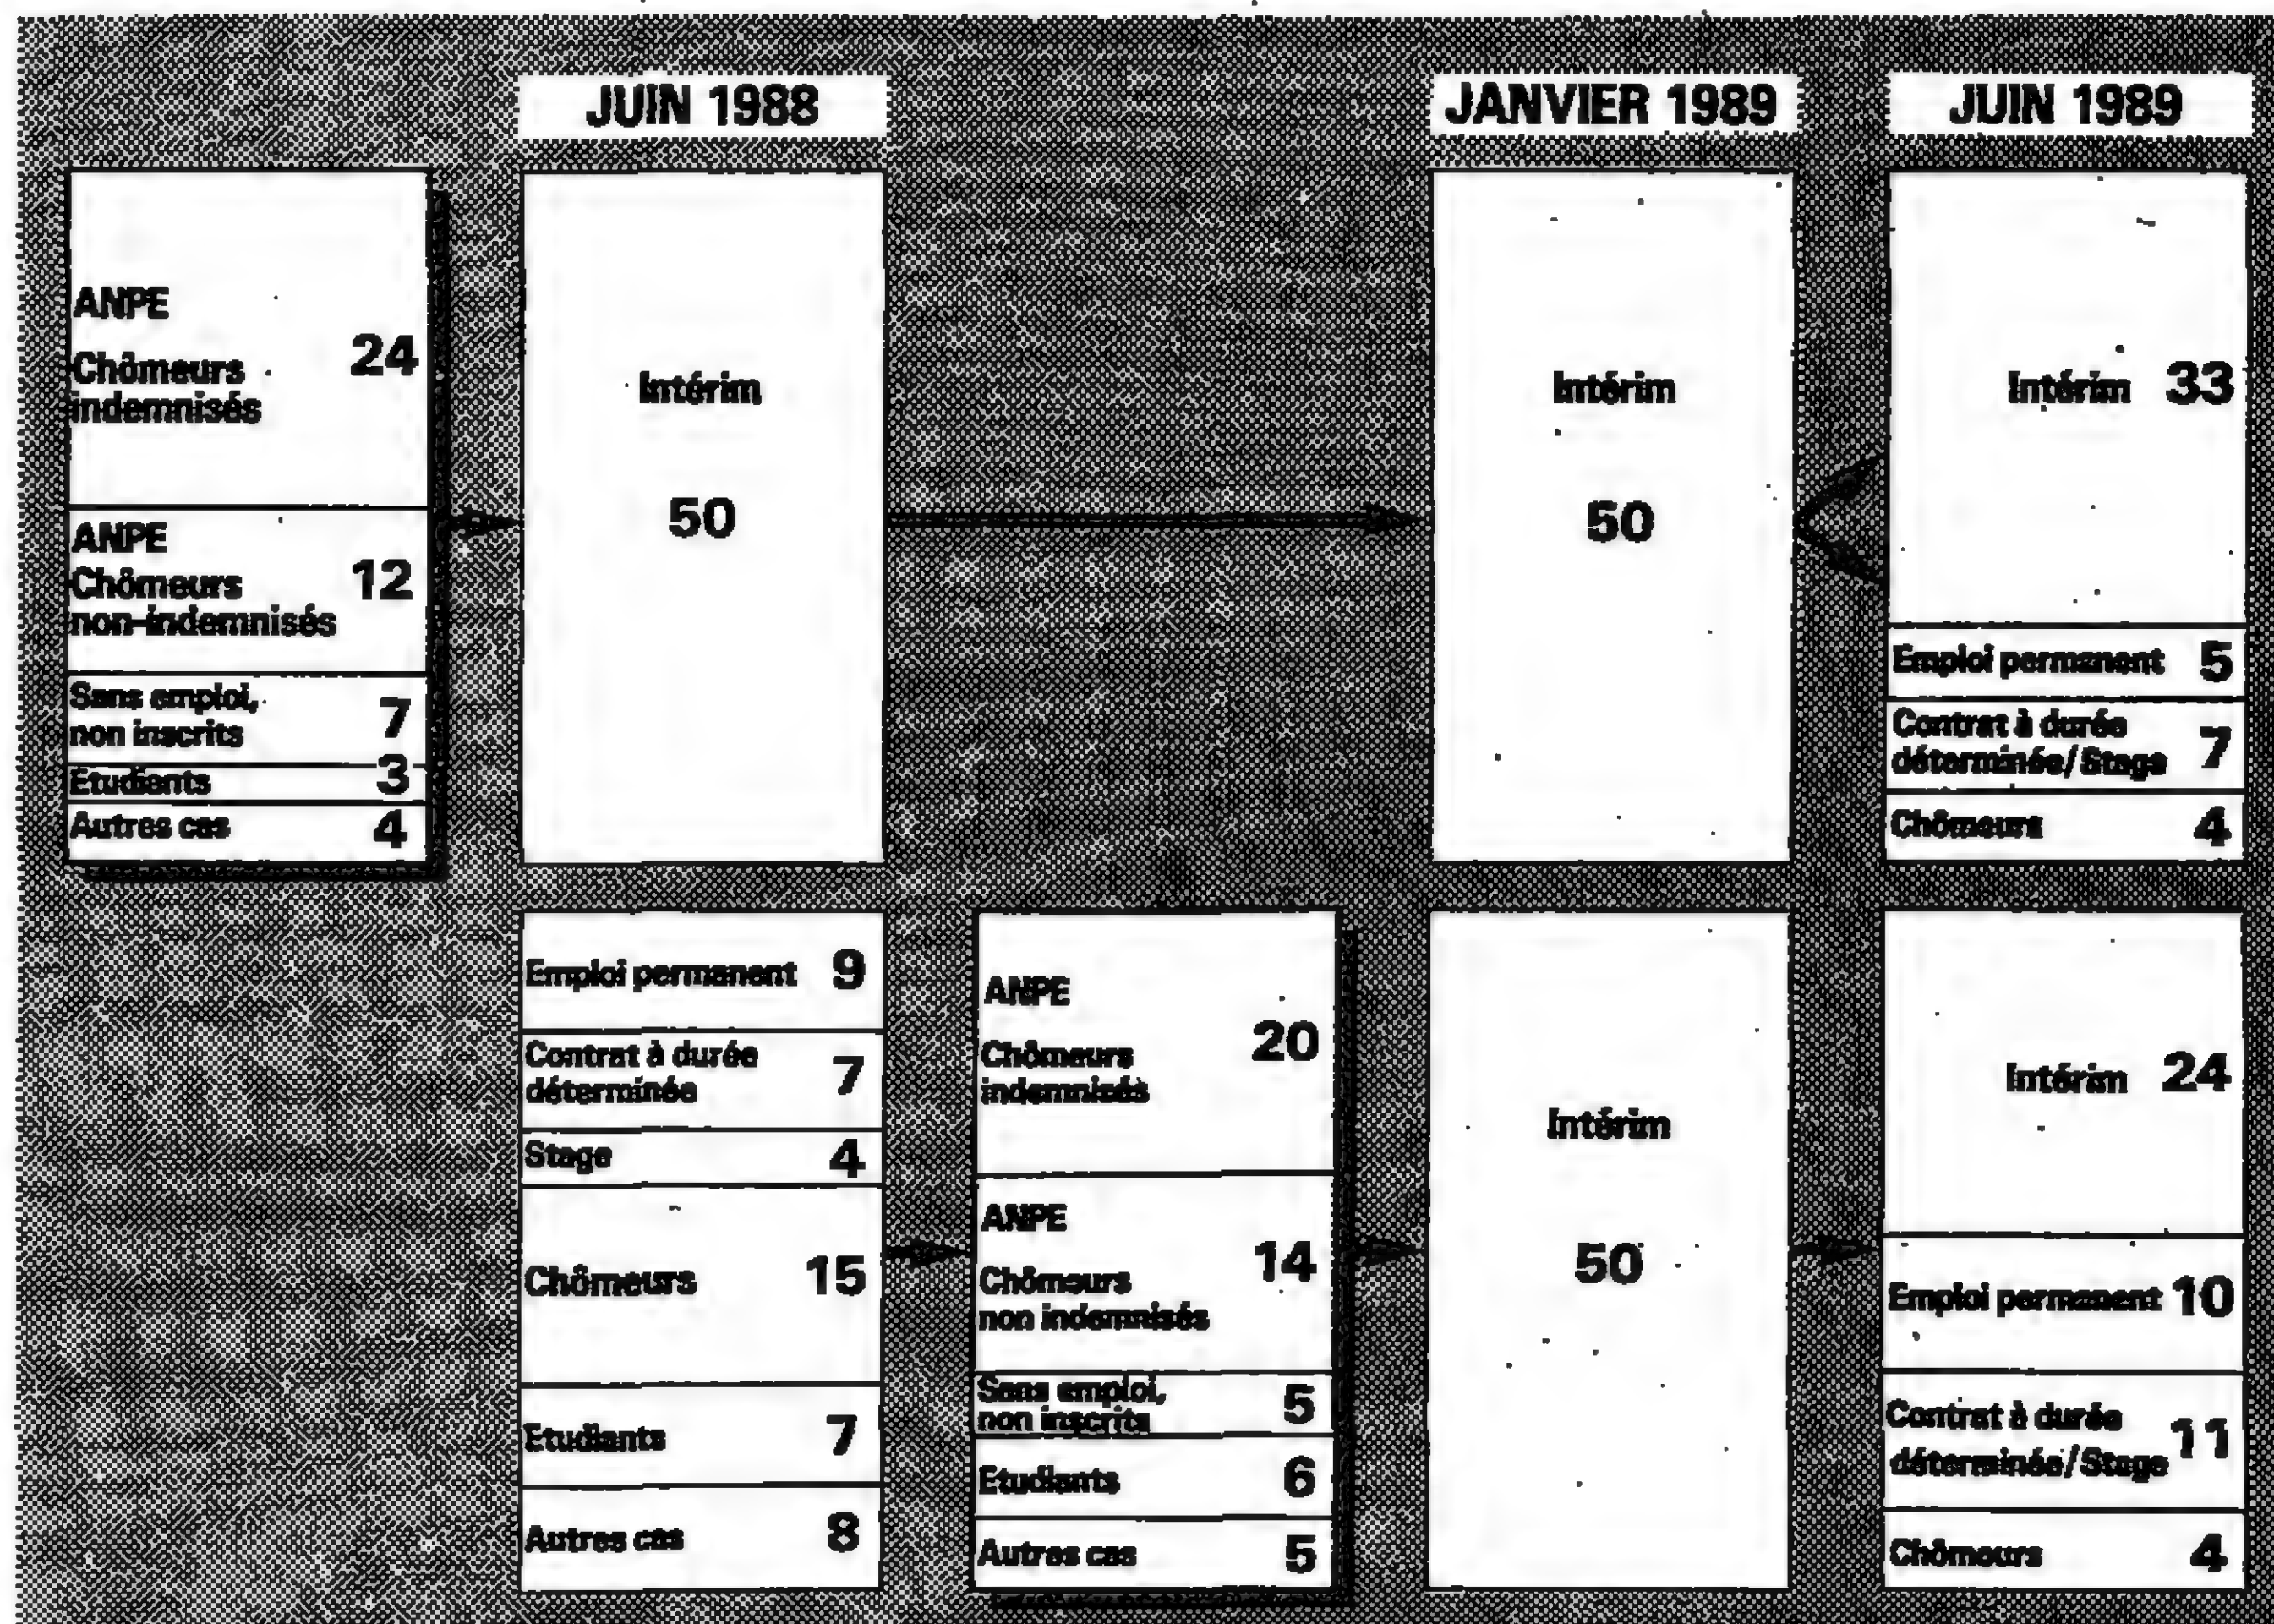 JUIN 1988
JANVIER 1989
JUIN 1989
ANPE
Chômeurs
indemnisés
24
ANPE
Chômeurs
non-indemnisés
12
Sans emploi,
non inscrits
7
Etudiants 3
Autres cas 4
Intérim
50
Intérim
50
Intérim 33
Emploi permanent 5
Contrat à durée
déterminée/Stage
7
Chômeurs 4
Emploi permanent 9
Contrat à durée
déterminée
7
Stage 4
Chômeurs 15
Etudiants 7
Autres cas 8
ANPE
Chômeurs
indemnisés
20
ANPE
Chômeurs
non indemnisés
14
Sans emploi,
non inscrits
5
Etudiants 6
Autres cas 5
Intérim
50
Intérim 24
Emploi permanent 10
Contrat à durée
déterminée/Stage
11
Chômeurs 4